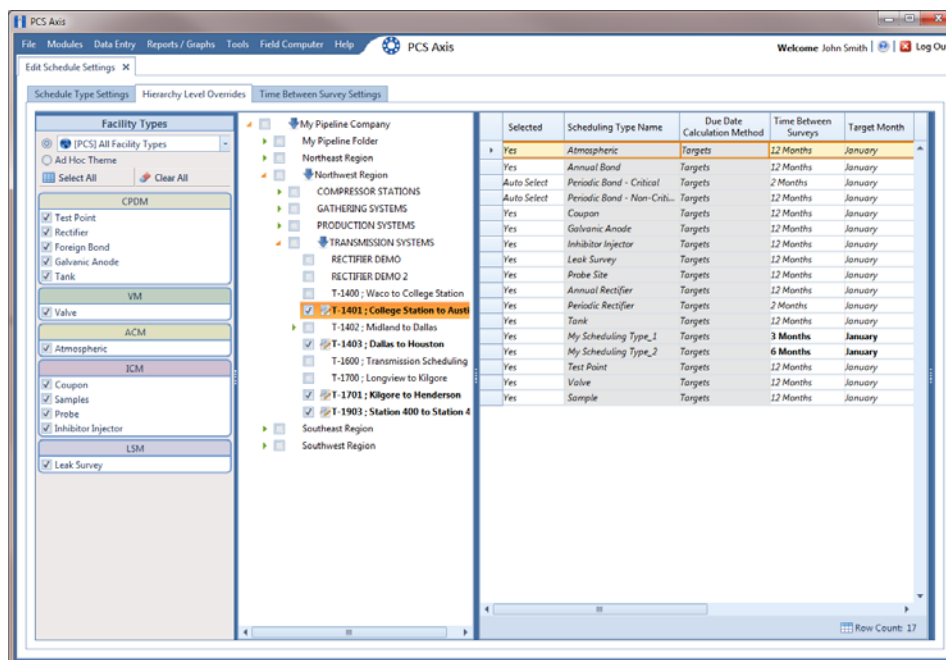 PCS Axis
File Modules Data Entry Reports / Graphs Tools Field Computer Help PCS Axis Welcome John Smith Log Ou
Edit Schedule Settings
Schedule Type Settings Hierarchy Level Overrides Time Between Survey Settings
Facility Types
[PCS] All Facility Types
Ad Hoc Theme
Select All Clear All
CPDM
Test Point
Rectifier
Foreign Bond
Galvanic Anode
Tank
VM
Valve
ACM
Atmospheric
ICM
Coupon
Samples
Probe
Inhibitor Injector
LSM
Leak Survey
My Pipeline Company
My Pipeline Folder
Northeast Region
Northwest Region
COMPRESSOR STATIONS
GATHERING SYSTEMS
PRODUCTION SYSTEMS
TRANSMISSION SYSTEMS
RECTIFIER DEMO
RECTIFIER DEMO 2
T-1400 ; Waco to College Station
T-1401 ; College Station to Austi
T-1402 ; Midland to Dallas
T-1403 ; Dallas to Houston
T-1600 ; Transmission Scheduling
T-1700 ; Longview to Kilgore
T-1701 ; Kilgore to Henderson
T-1903 ; Station 400 to Station 4
Southeast Region
Southwest Region
Selected Scheduling Type Name Due Date Calculation Method Time Between Surveys Target Month
Yes Atmospheric Targets 12 Months January
Yes Annual Bond Targets 12 Months January
Auto Select Periodic Bond - Critical Targets 2 Months January
Auto Select Periodic Bond - Non-Criti... Targets 12 Months January
Yes Coupon Targets 12 Months January
Yes Galvanic Anode Targets 12 Months January
Yes Inhibitor Injector Targets 12 Months January
Yes Leak Survey Targets 12 Months January
Yes Probe Site Targets 12 Months January
Yes Annual Rectifier Targets 12 Months January
Yes Periodic Rectifier Targets 2 Months January
Yes Tank Targets 12 Months January
Yes My Scheduling Type_1 Targets 3 Months January
Yes My Scheduling Type_2 Targets 6 Months January
Yes Test Point Targets 12 Months January
Yes Valve Targets 12 Months January
Yes Sample Targets 12 Months January
Row Count: 17